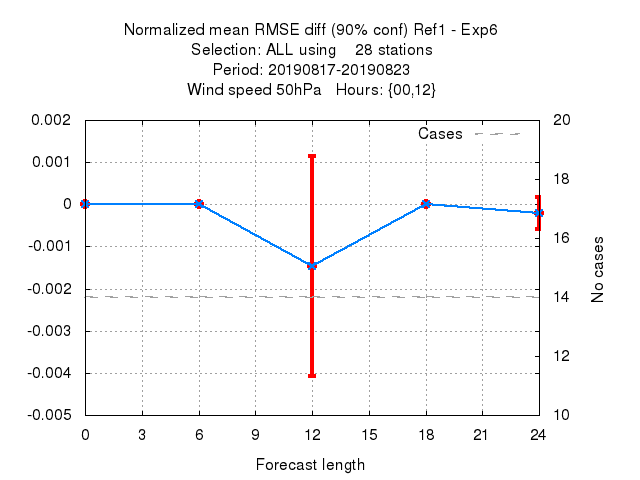 Normalized mean RMSE diff (90% conf) Ref1 - Exp6
Selection: ALL using    28 stations
Period: 20190817-20190823
Wind speed 50hPa   Hours: {00,12}
Cases
0.002
0.001
0
-0.001
-0.002
-0.003
-0.004
-0.005
20
18
16
14
12
10
No cases
0 3 6 9 12 15 18 21 24
Forecast length